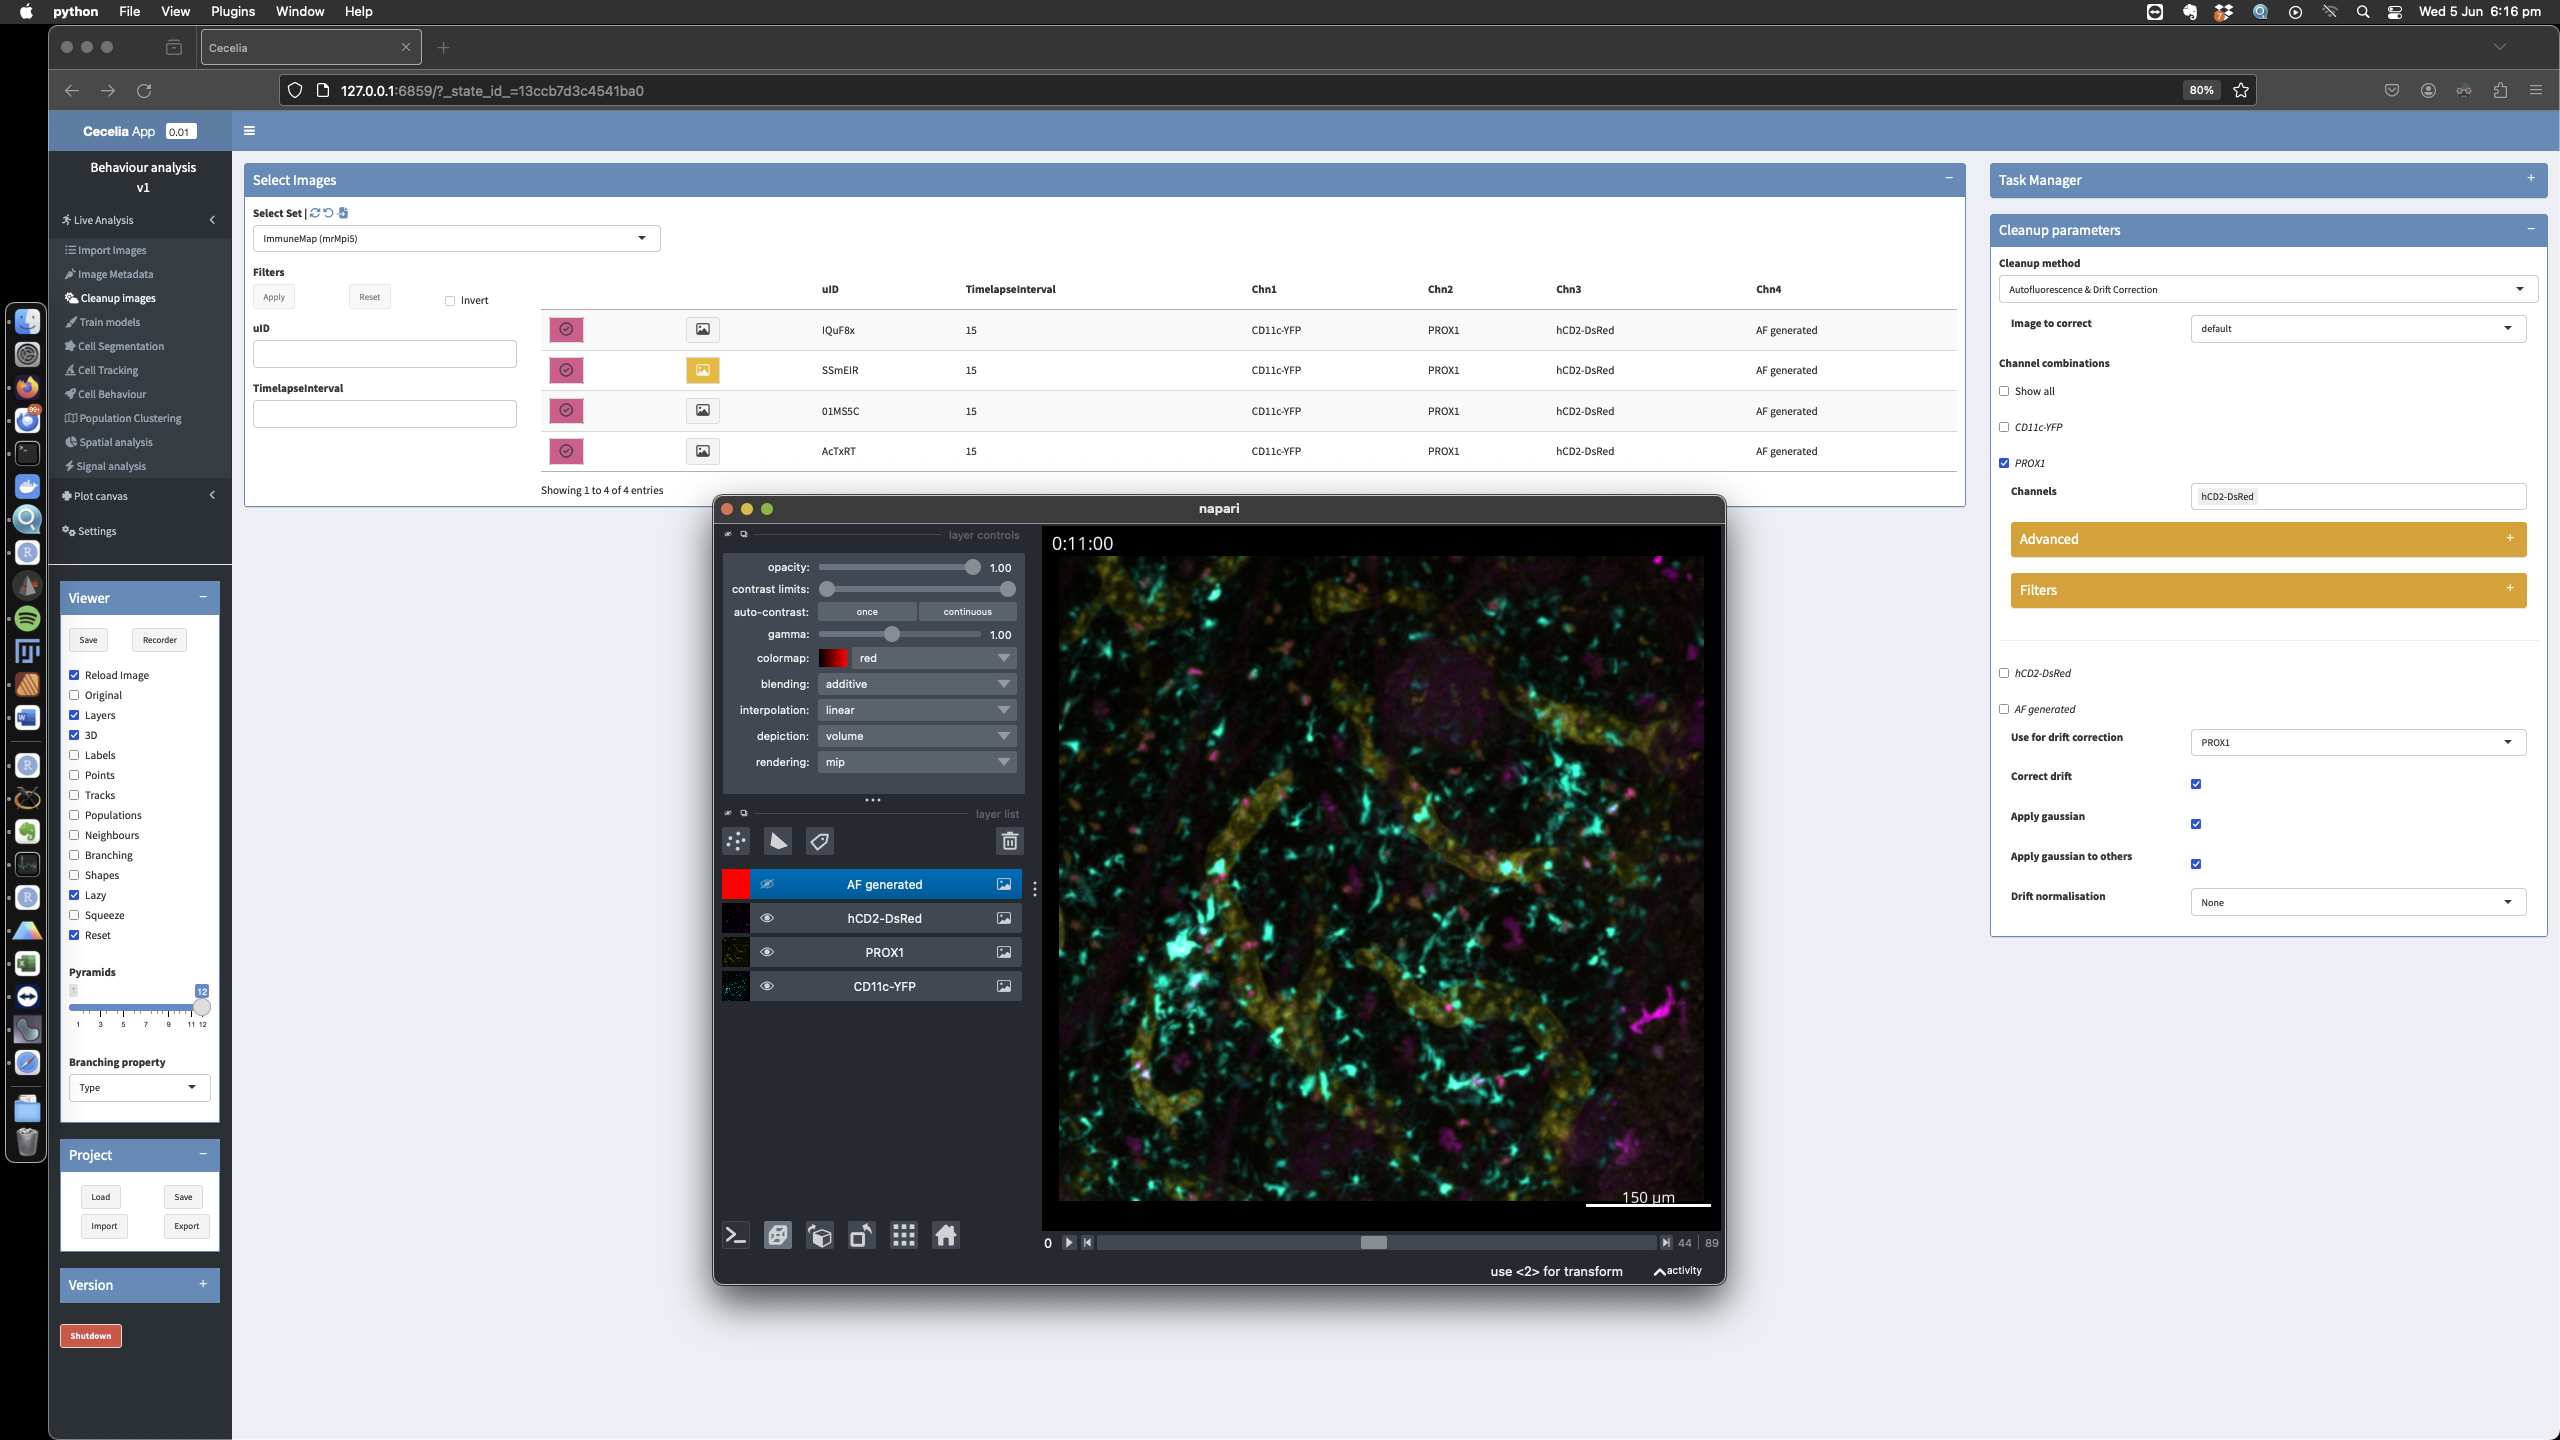 python File View Plugins Window Help
7
Wed 5 Jun 6:16 pm
Cecelia
127.0.0.1:6859/?_state_id_=13ccb7d3c4541ba0
80%
Cecelia App 0.01
Behaviour analysis
v1
Live Analysis
Import Images
Image Metadata
Cleanup images
Train models
Cell Segmentation
Cell Tracking
Cell Behaviour
Population Clustering
Spatial analysis
Signal analysis
Plot canvas
Settings
Viewer
Save Recorder
Reload Image
Original
Layers
3D
Labels
Points
Tracks
Populations
Neighbours
Branching
Shapes
Lazy
Squeeze
Reset
Pyramids
1 12
1 3 5 7 9 11 12
Branching property
Type
Project
Load Save
Import Export
Version
Shutdown
99+
Select Images
Select Set |
ImmuneMap (mrMpi5)
Filters
Apply Reset Invert
uID
TimelapseInterval
uID TimelapseInterval Chn1 Chn2 Chn3 Chn4
IQuF8x 15 CD11c-YFP PROX1 hCD2-DsRed AF generated
SSmEIR 15 CD11c-YFP PROX1 hCD2-DsRed AF generated
01MS5C 15 CD11c-YFP PROX1 hCD2-DsRed AF generated
AcTxRT 15 CD11c-YFP PROX1 hCD2-DsRed AF generated
Showing 1 to 4 of 4 entries
napari
layer controls
opacity: 1.00
contrast limits:
auto-contrast: once continuous
gamma: 1.00
colormap: red
blending: additive
interpolation: linear
depiction: volume
rendering: mip
layer list
AF generated
hCD2-DsRed
PROX1
CD11c-YFP
0:11:00
150 µm
0 44 89
use <2> for transform activity
Task Manager
Cleanup parameters
Cleanup method
Autofluorescence & Drift Correction
Image to correct default
Channel combinations
Show all
CD11c-YFP
PROX1
Channels hCD2-DsRed
Advanced
Filters
hCD2-DsRed
AF generated
Use for drift correction PROX1
Correct drift
Apply gaussian
Apply gaussian to others
Drift normalisation None